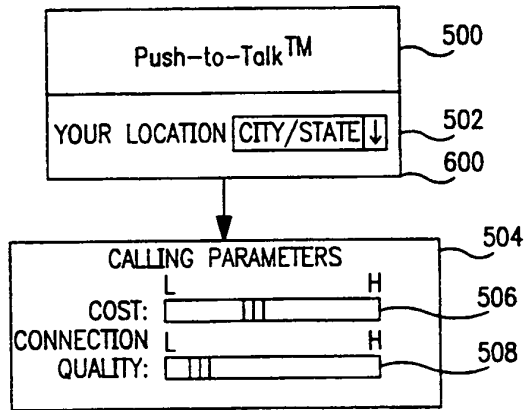 Push-to-Talk™
500
YOUR LOCATION CITY/STATE ↓
502
600
504
CALLING PARAMETERS
L H
COST:
506
CONNECTION L H
QUALITY:
508